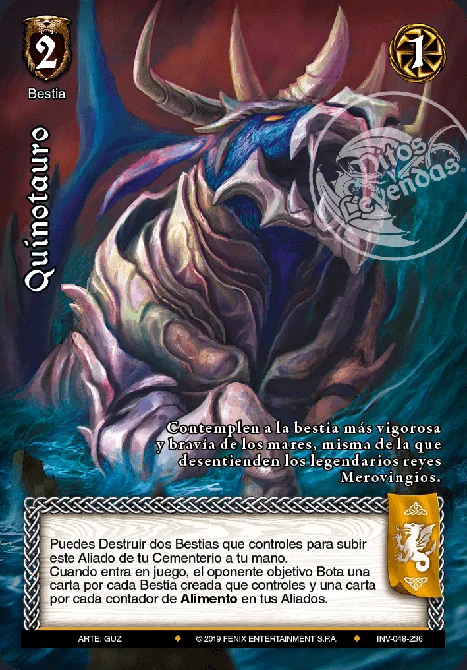 2
1
Bestia
Quinotauro
Mitos
y
Leyendas
Contemplen a la bestia más vigorosa
y bravía de los mares, misma de la que
desentienden los legendarios reyes
Merovingios.
Puedes Destruir dos Bestias que controles para subir
este Aliado de tu Cementerio a tu mano.
Cuando entra en juego, el oponente objetivo Bota una
carta por cada Bestia creada que controles y una carta
por cada contador de Alimento en tus Aliados.
ARTE: GUZ ♦ © 2019 FENIX ENTERTAINMENT S.P.A. ♦ INV-048-236